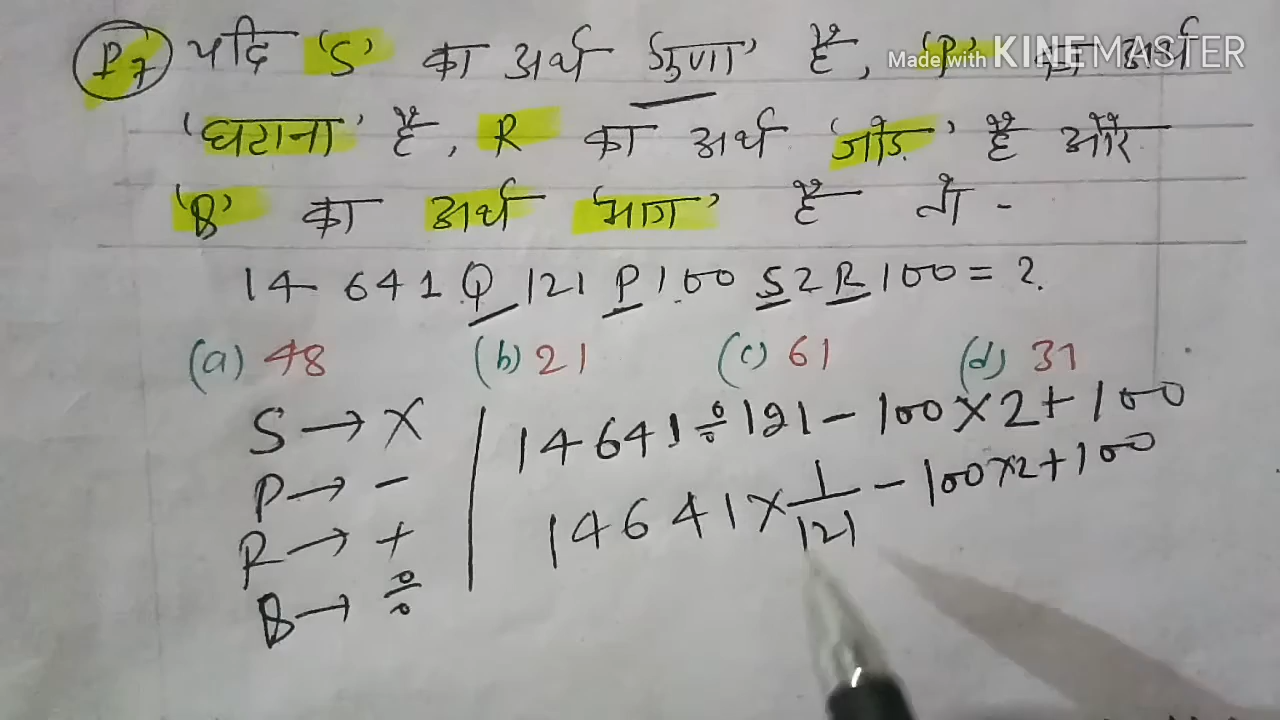 P7 यदि 'S' का अर्थ 'गुणा' है, 'P' का अर्थ
Made with KINEMASTER
'घटाना' है, R का अर्थ 'जोड़' है और
'Q' का अर्थ 'भाग' है तो -
14641 Q 121 P 100 S 2 R 100 = ?
(a) 48 (b) 21 (c) 61 (d) 31
S → × 14641 ÷ 121 - 100 × 2 + 100
P → - 14641 × 1/121 - 100 × 2 + 100
R → +
Q → ÷